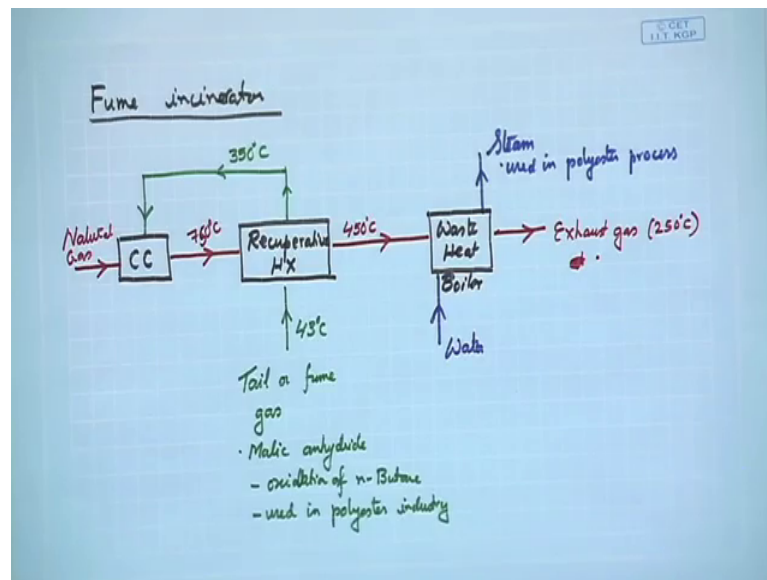 © CET
I.I.T. KGP
Fume incinerator
350°C
Steam
· used in polyester process
Natural
Gas
CC
760°C
Recuperative
HX
450°C
Waste
Heat
Boiler
Exhaust gas (250°C)
43°C
Water
Tail or fume
gas
· Malic anhydride
- oxidation of n-Butane
- used in polyester industry